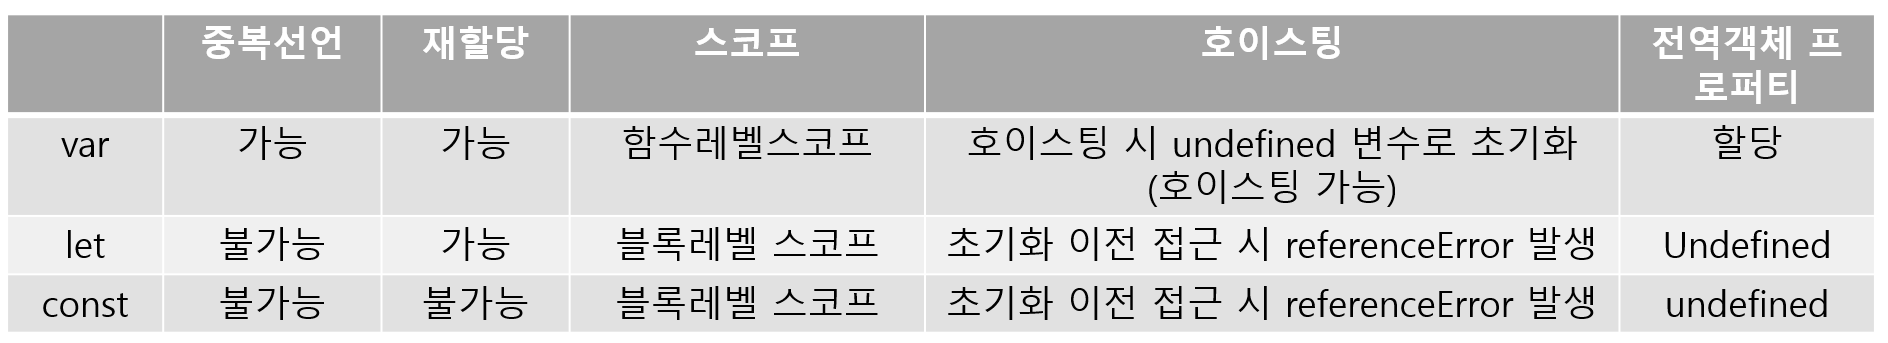 중복선언 재할당 스코프 호이스팅 전역객체 프
로퍼티
var 가능 가능 함수레벨스코프 호이스팅 시 undefined 변수로 초기화 할당
(호이스팅 가능)
let 불가능 가능 블록레벨 스코프 초기화 이전 접근 시 referenceError 발생 Undefined
const 불가능 불가능 블록레벨 스코프 초기화 이전 접근 시 referenceError 발생 undefined